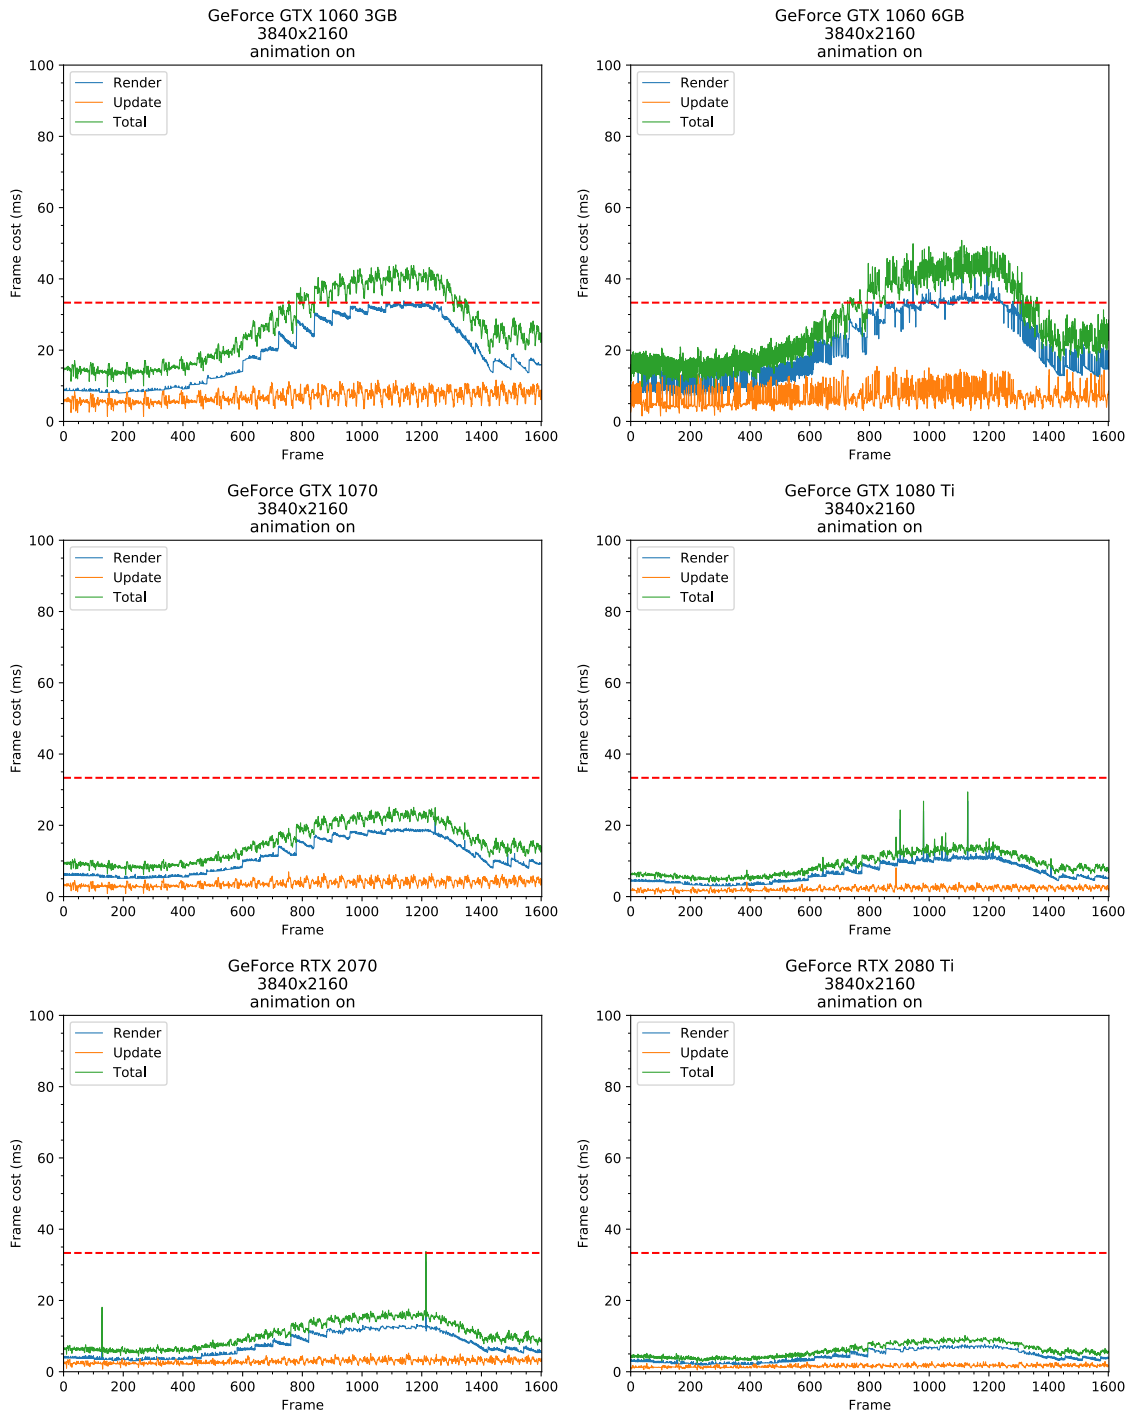 GeForce GTX 1060 3GB
3840x2160
animation on
100
80
60
40
20
0
Frame cost (ms)
Render
Update
Total
0 200 400 600 800 1000 1200 1400 1600
Frame
GeForce GTX 1060 6GB
3840x2160
animation on
100
80
60
40
20
0
Frame cost (ms)
Render
Update
Total
0 200 400 600 800 1000 1200 1400 1600
Frame
GeForce GTX 1070
3840x2160
animation on
100
80
60
40
20
0
Frame cost (ms)
Render
Update
Total
0 200 400 600 800 1000 1200 1400 1600
Frame
GeForce GTX 1080 Ti
3840x2160
animation on
100
80
60
40
20
0
Frame cost (ms)
Render
Update
Total
0 200 400 600 800 1000 1200 1400 1600
Frame
GeForce RTX 2070
3840x2160
animation on
100
80
60
40
20
0
Frame cost (ms)
Render
Update
Total
0 200 400 600 800 1000 1200 1400 1600
Frame
GeForce RTX 2080 Ti
3840x2160
animation on
100
80
60
40
20
0
Frame cost (ms)
Render
Update
Total
0 200 400 600 800 1000 1200 1400 1600
Frame